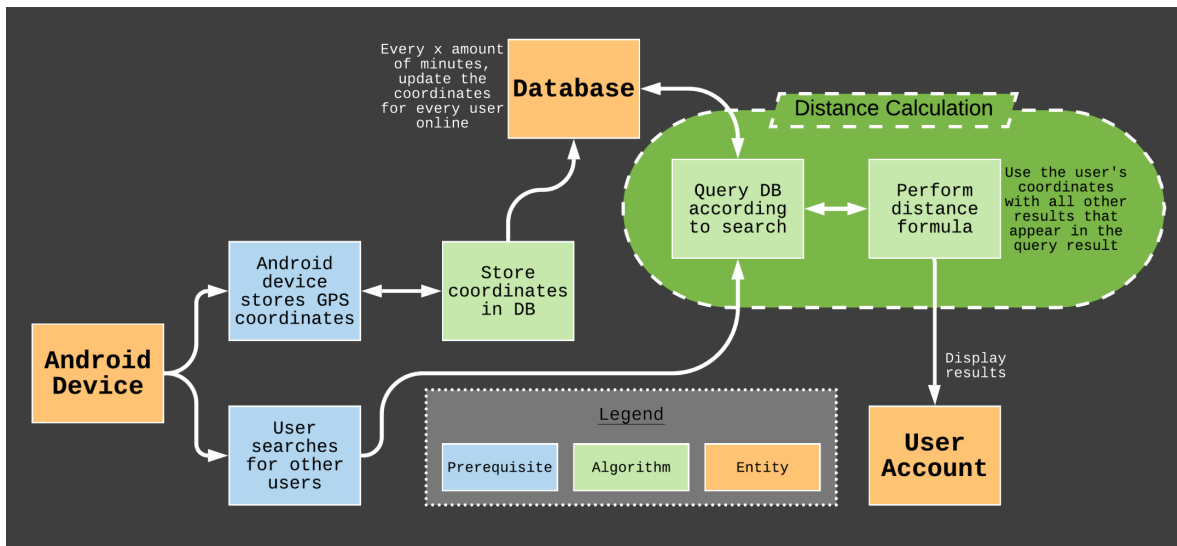 Every x amount
of minutes,
update the
coordinates
for every user
online
Database
Distance Calculation
Query DB
according
to search
Perform
distance
formula
Use the user's
coordinates
with all other
results that
appear in the
query result
Android
device
stores GPS
coordinates
Store
coordinates
in DB
Android
Device
User
searches
for other
users
Display
results
User
Account
Legend
Prerequisite
Algorithm
Entity